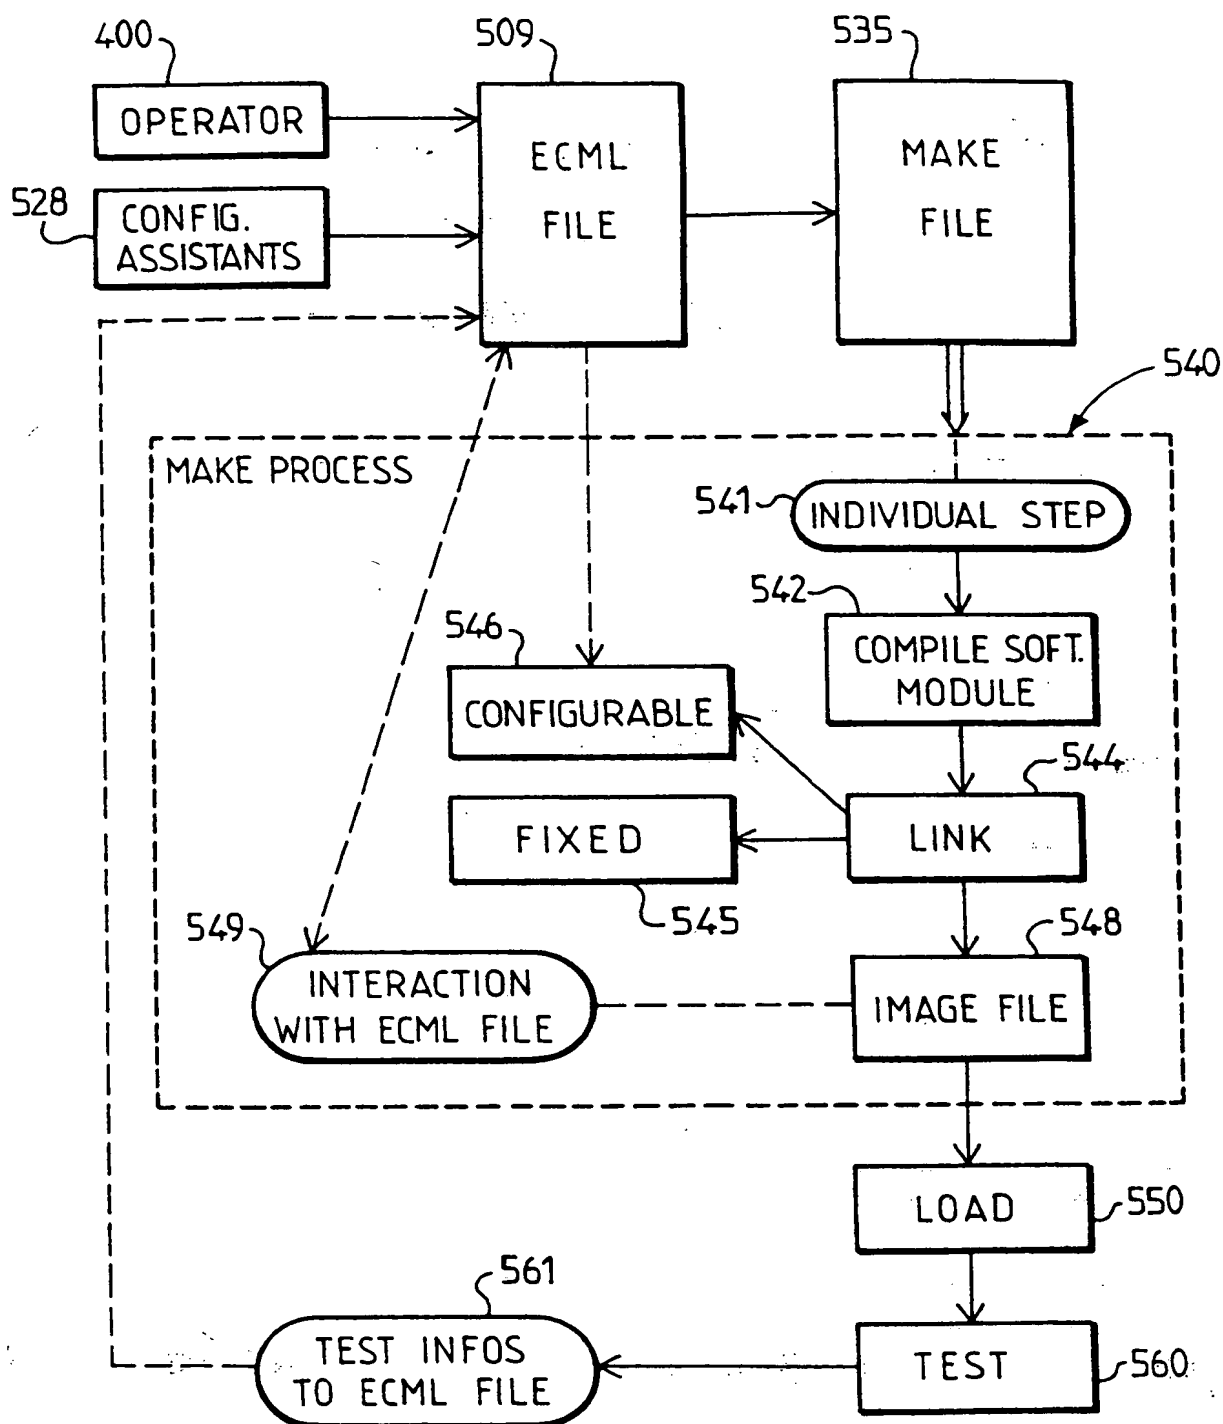 400
509
535
OPERATOR
ECML
FILE
MAKE
FILE
528
CONFIG.
ASSISTANTS
540
MAKE PROCESS
541
INDIVIDUAL STEP
542
COMPILE SOFT.
MODULE
546
CONFIGURABLE
544
LINK
FIXED
545
548
IMAGE FILE
549
INTERACTION
WITH ECML FILE
LOAD
550
561
TEST INFOS
TO ECML FILE
TEST
560